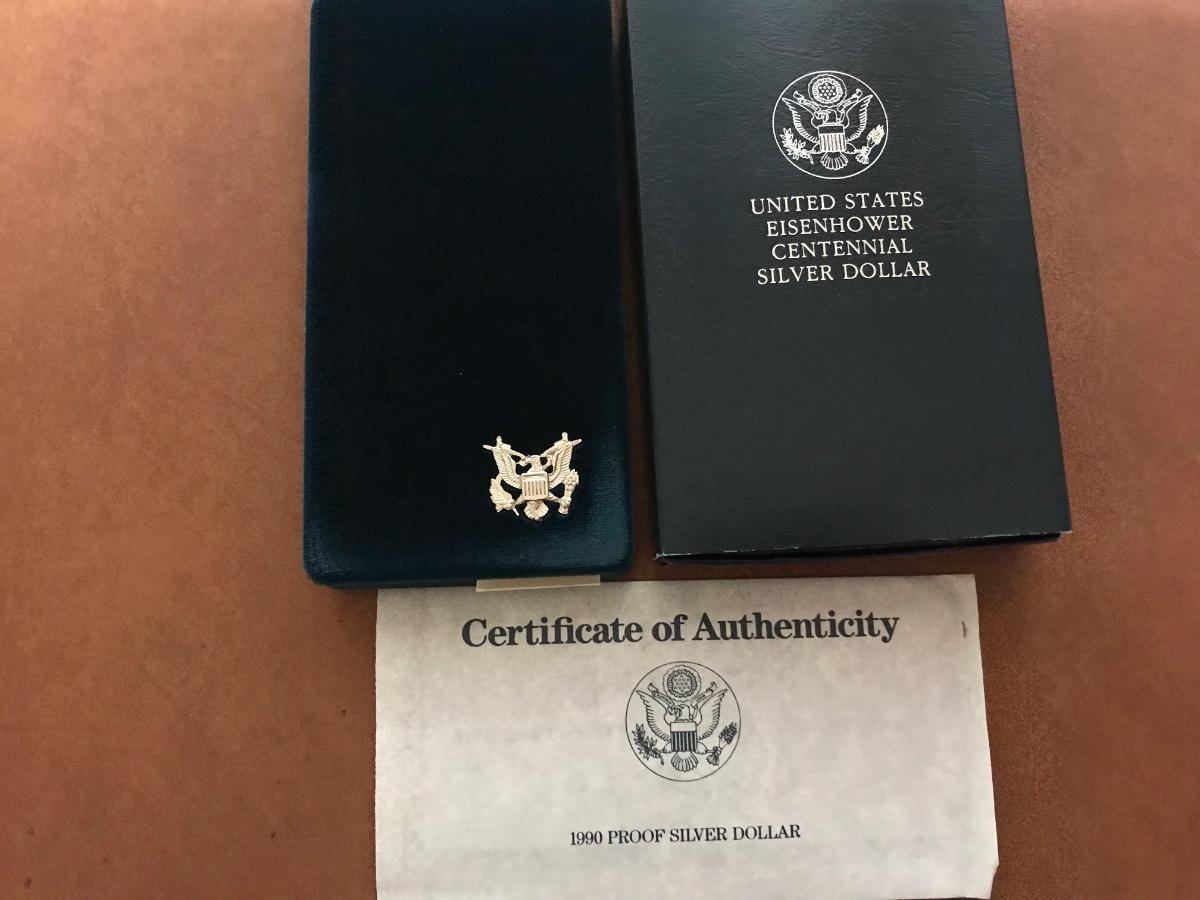 UNITED STATES
EISENHOWER
CENTENNIAL
SILVER DOLLAR
Certificate of Authenticity
1990 PROOF SILVER DOLLAR